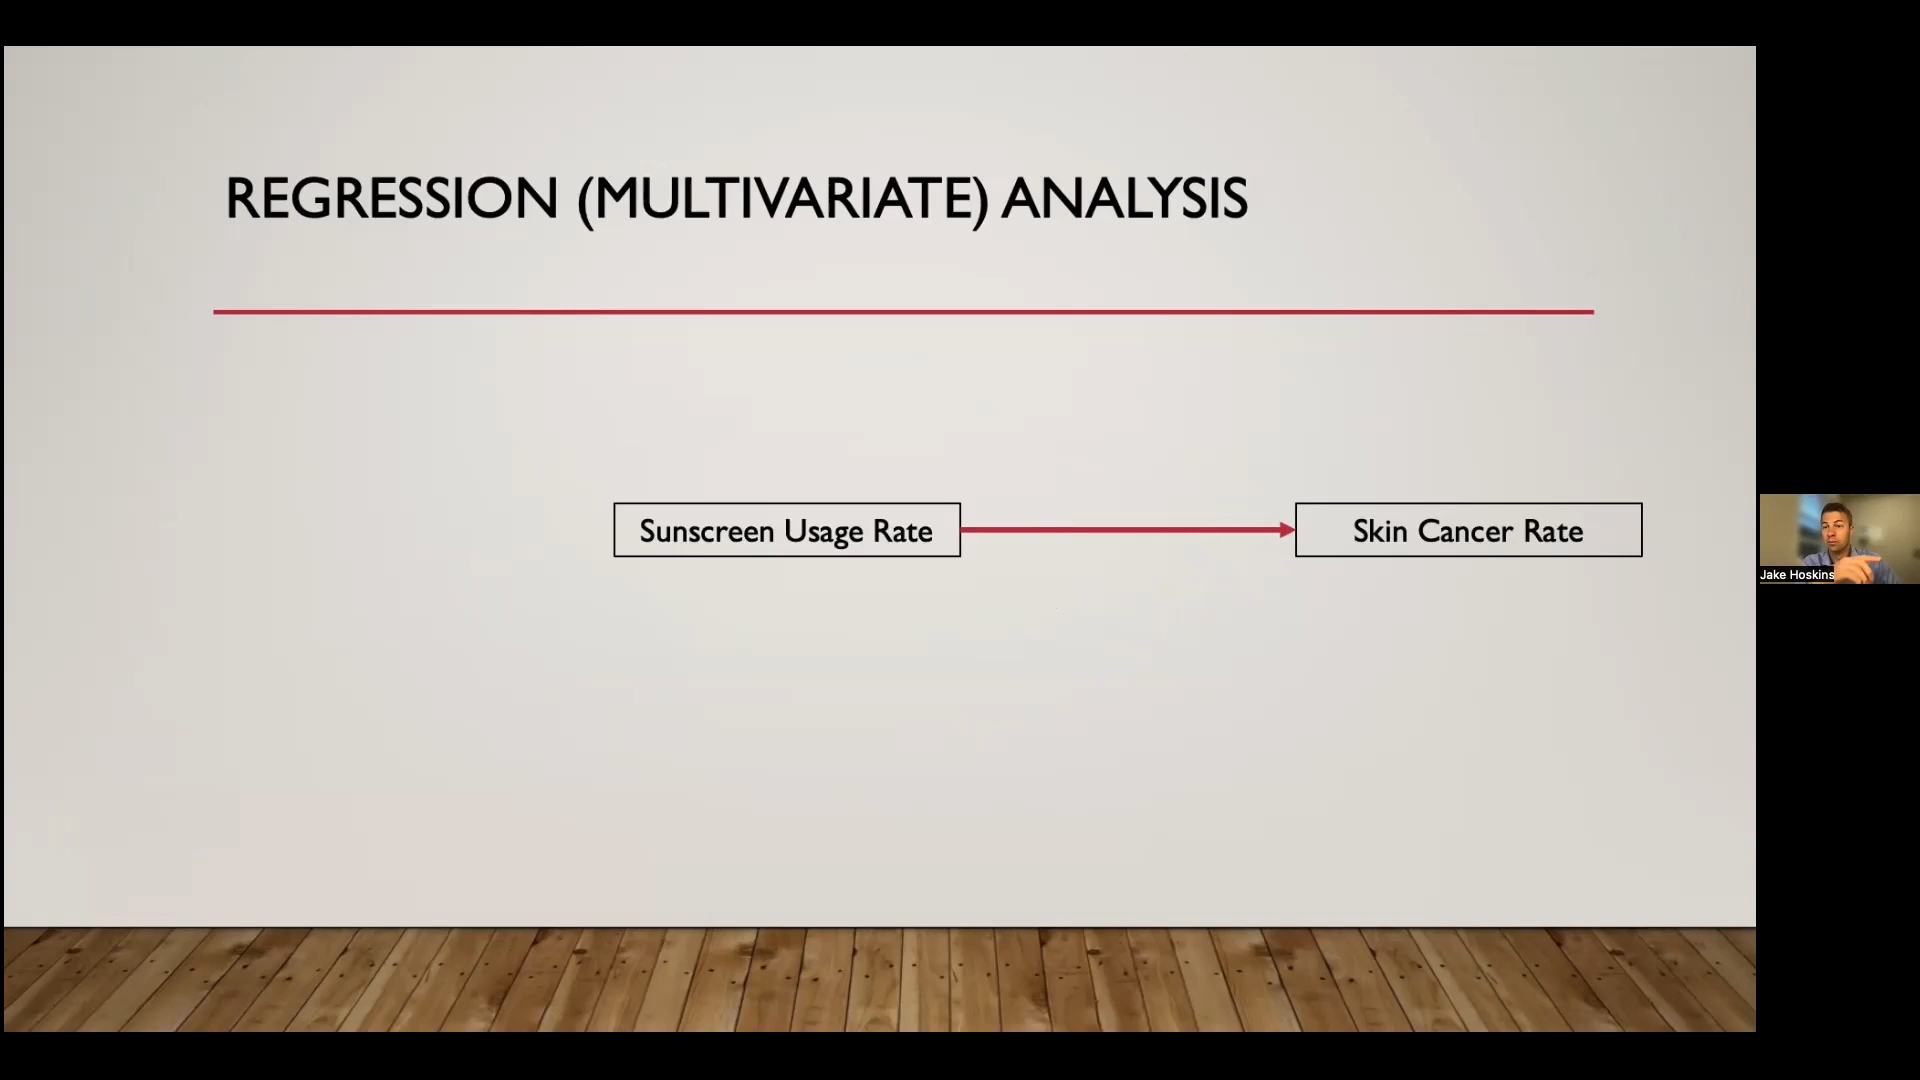 REGRESSION (MULTIVARIATE) ANALYSIS
Sunscreen Usage Rate
Skin Cancer Rate
Jake Hoskins